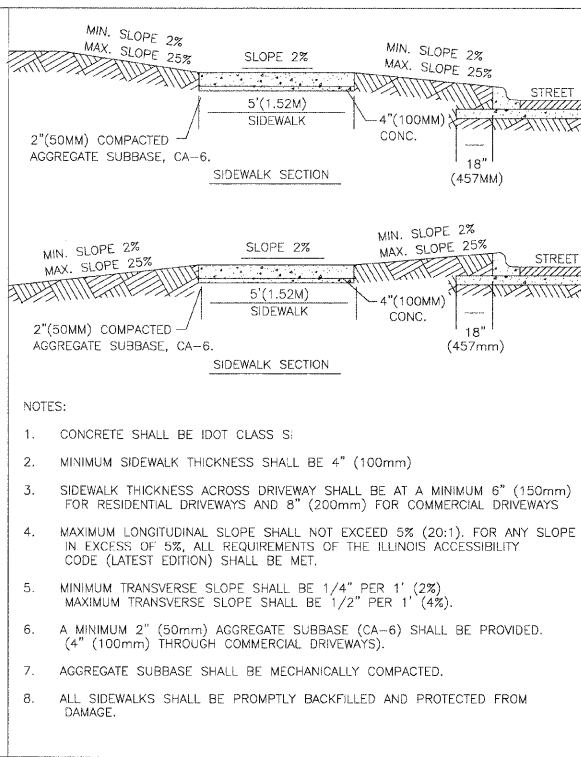 MIN. SLOPE 2%
MAX. SLOPE 25%
SLOPE 2%
MIN. SLOPE 2%
MAX. SLOPE 25%
STREET
5'(1.52M)
SIDEWALK
4"(100MM)
CONC.
2"(50MM) COMPACTED
AGGREGATE SUBBASE, CA-6.
18"
(457MM)
SIDEWALK SECTION
MIN. SLOPE 2%
MAX. SLOPE 25%
SLOPE 2%
MIN. SLOPE 2%
MAX. SLOPE 25%
STREET
5'(1.52M)
SIDEWALK
4"(100MM)
CONC.
2"(50MM) COMPACTED
AGGREGATE SUBBASE, CA-6.
18"
(457mm)
SIDEWALK SECTION
NOTES:
1. CONCRETE SHALL BE IDOT CLASS SI
2. MINIMUM SIDEWALK THICKNESS SHALL BE 4" (100mm)
3. SIDEWALK THICKNESS ACROSS DRIVEWAY SHALL BE AT A MINIMUM 6" (150mm)
FOR RESIDENTIAL DRIVEWAYS AND 8" (200mm) FOR COMMERCIAL DRIVEWAYS
4. MAXIMUM LONGITUDINAL SLOPE SHALL NOT EXCEED 5% (20:1). FOR ANY SLOPE
IN EXCESS OF 5%, ALL REQUIREMENTS OF THE ILLINOIS ACCESSIBILITY
CODE (LATEST EDITION) SHALL BE MET.
5. MINIMUM TRANSVERSE SLOPE SHALL BE 1/4" PER 1' (2%)
MAXIMUM TRANSVERSE SLOPE SHALL BE 1/2" PER 1' (4%).
6. A MINIMUM 2" (50mm) AGGREGATE SUBBASE (CA-6) SHALL BE PROVIDED.
(4" (100mm) THROUGH COMMERCIAL DRIVEWAYS).
7. AGGREGATE SUBBASE SHALL BE MECHANICALLY COMPACTED.
8. ALL SIDEWALKS SHALL BE PROMPTLY BACKFILLED AND PROTECTED FROM
DAMAGE.